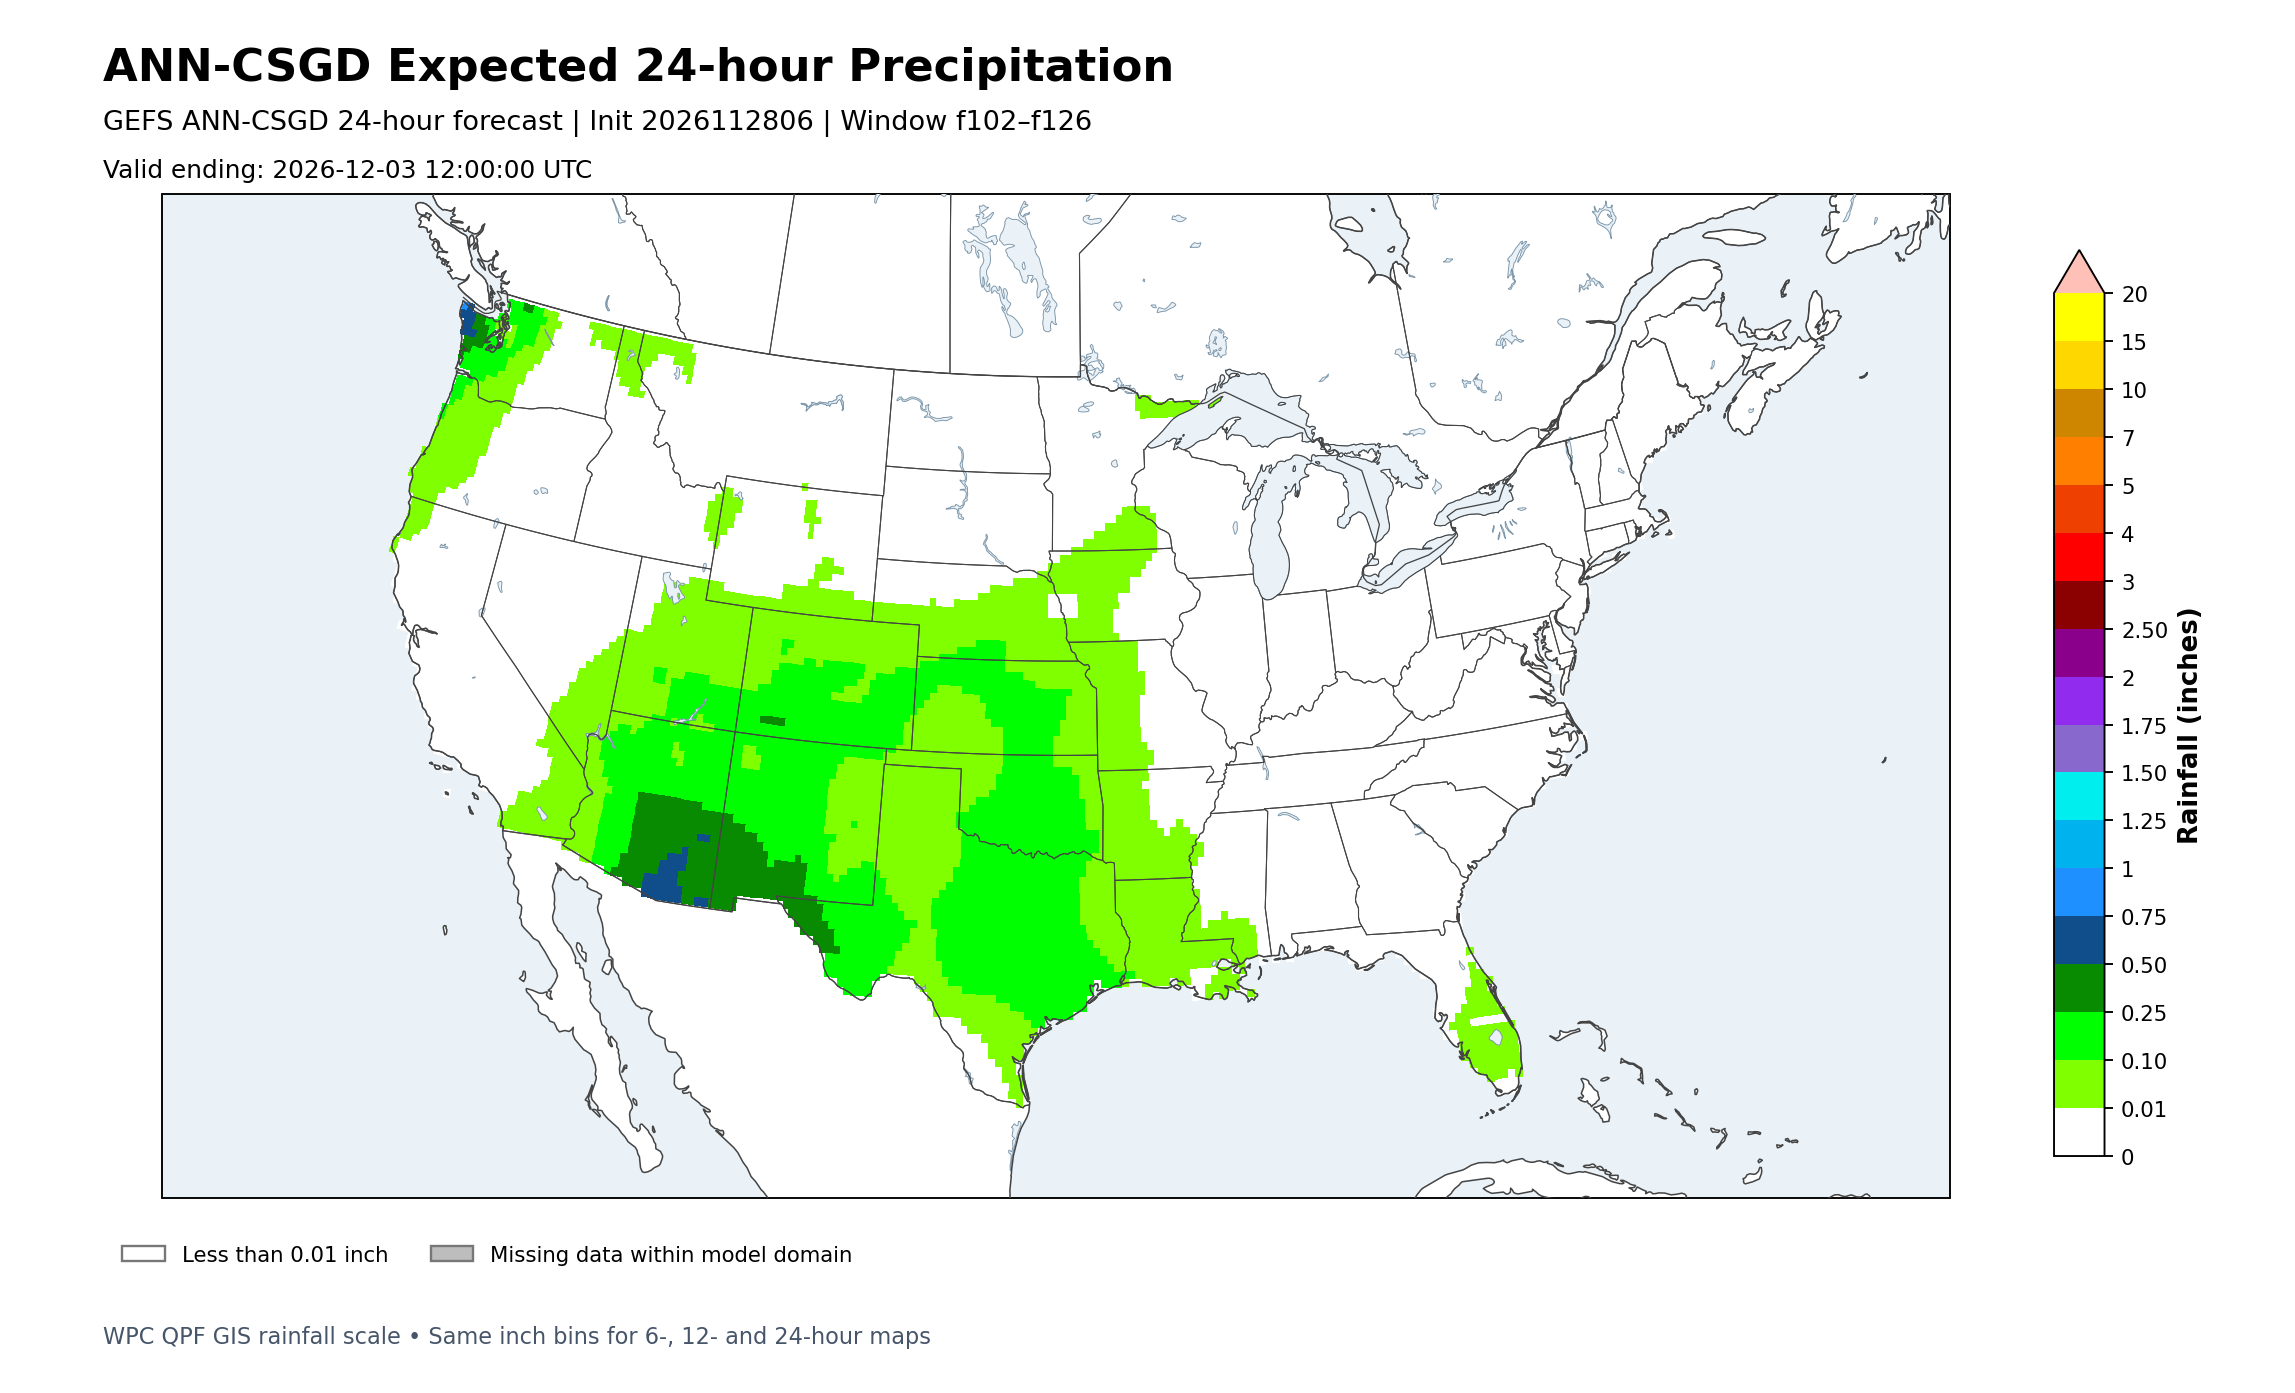 ANN-CSGD Expected 24-hour Precipitation
GEFS ANN-CSGD 24-hour forecast | Init 2026112806 | Window f102–f126
Valid ending: 2026-12-03 12:00:00 UTC
20
15
10
7
5
4
3
2.50
2
1.75
1.50
1.25
1
0.75
0.50
0.25
0.10
0.01
0
Rainfall (inches)
Less than 0.01 inch
Missing data within model domain
WPC QPF GIS rainfall scale • Same inch bins for 6-, 12- and 24-hour maps